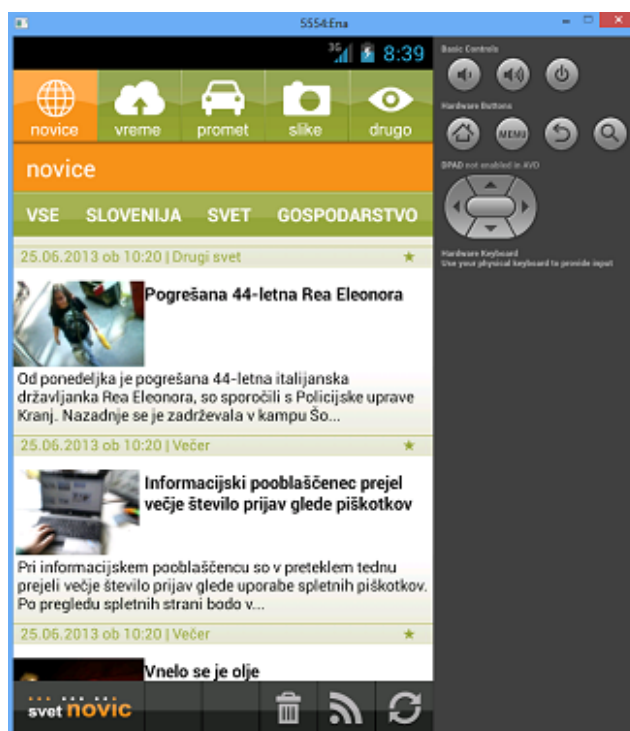 5554:Ena
3G 8:39
Basic Controls
Hardware Buttons
MENU
DPAD not enabled in AVD
Hardware Keyboard
Use your physical keyboard to provide input
novice vreme promet slike drugo
novice
VSE SLOVENIJA SVET GOSPODARSTVO
25.06.2013 ob 10:20 | Drugi svet
Pogrešana 44-letna Rea Eleonora
Od ponedeljka je pogrešana 44-letna italijanska
državljanka Rea Eleonora, so sporočili s Policijske uprave
Kranj. Nazadnje se je zadrževala v kampu Šo...
25.06.2013 ob 10:20 | Večer
Informacijski pooblaščenec prejel
večje število prijav glede piškotkov
Pri informacijskem pooblaščencu so v preteklem tednu
prejeli večje število prijav glede uporabe spletnih piškotkov.
Po pregledu spletnih strani bodo v...
25.06.2013 ob 10:20 | Večer
Vnelo se je olje
svet novic